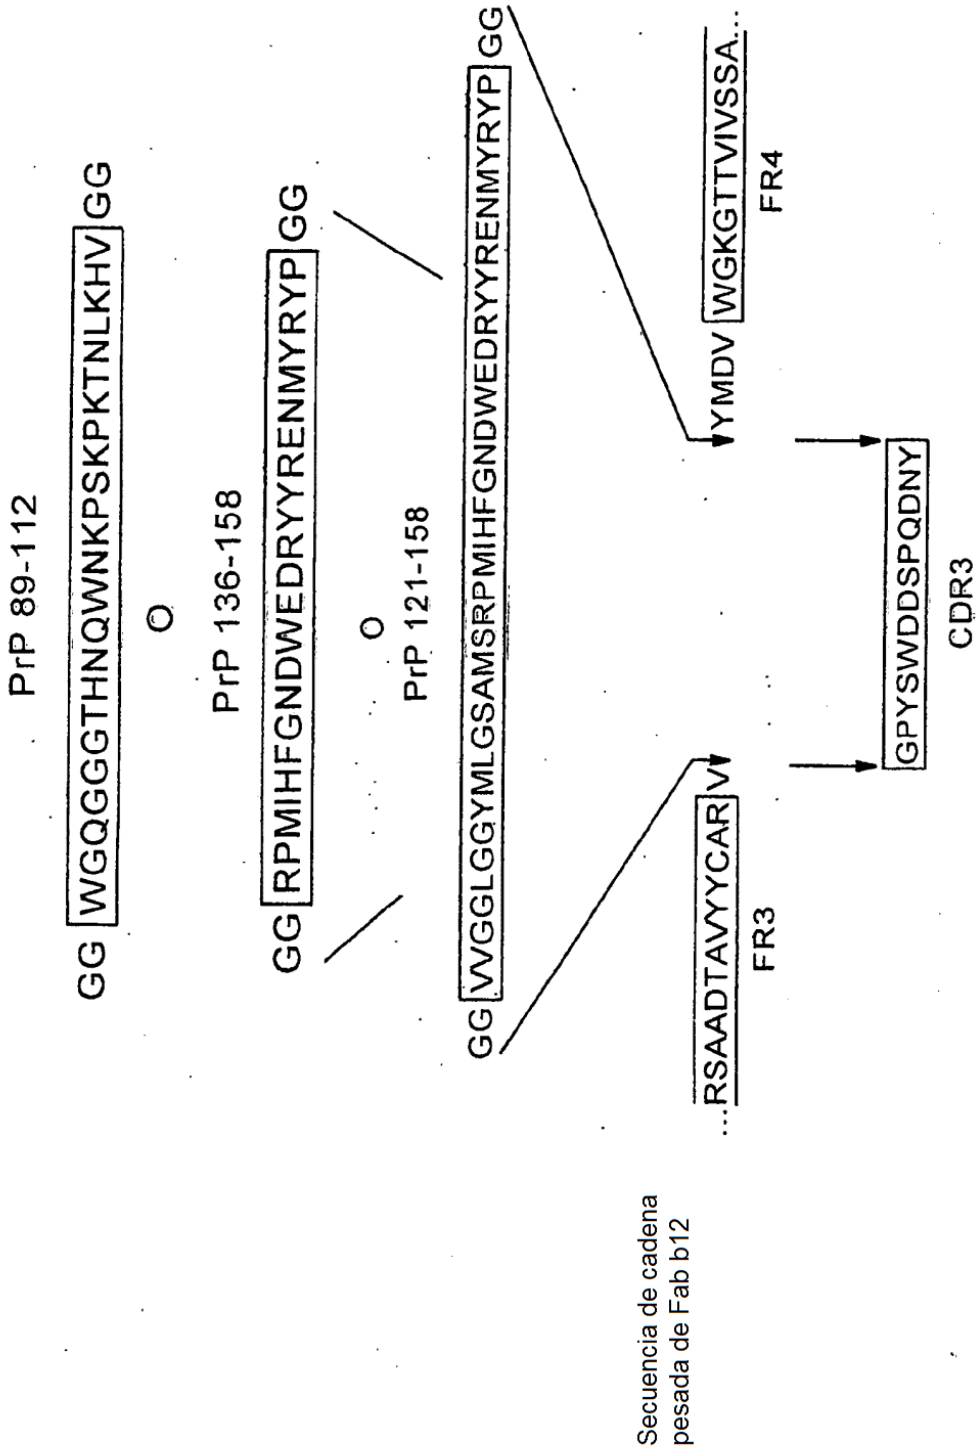 PrP 89-112
GG WGQGGGTHNQWNKPSKPKTNLKHV GG
O
PrP 136-158
GG RPMIHFGNDWEDRYYRENMYRYP GG
O
PrP 121-158
GG VVGGLGGYMLGSAMSRPMIHFGNDWEDRYYRENMYRYP GG
Secuencia de cadena
pesada de Fab b12
...RSAADTAVYYCAR V YMDV WGKGTTVIVSSA...
FR3 FR4
GPYSWDDSPQDNY
CDR3